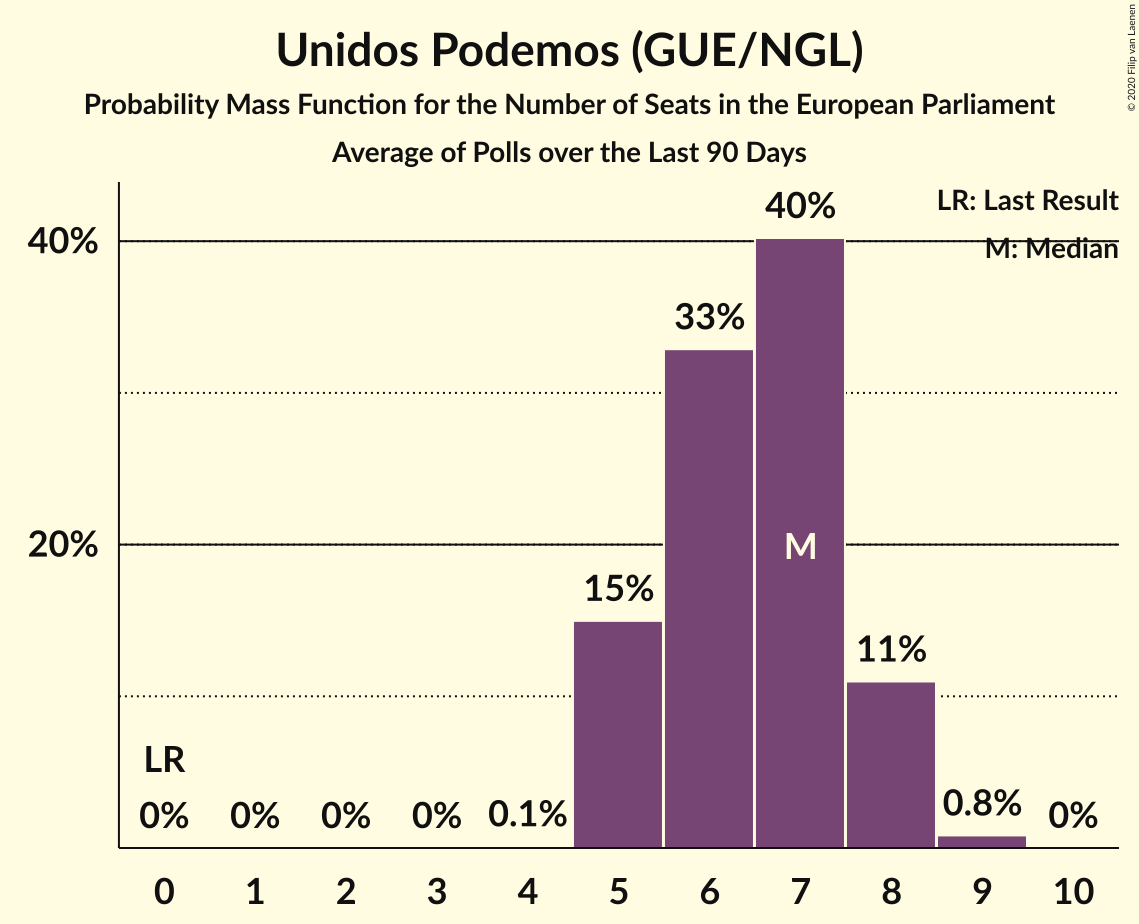 Unidos Podemos (GUE/NGL)
Probability Mass Function for the Number of Seats in the European Parliament
Average of Polls over the Last 90 Days
© 2020 Filip van Laenen
LR: Last Result
M: Median
40%
20%
LR
0%
0%
0%
0%
0.1%
15%
33%
40%
M
11%
0.8%
0%
0 1 2 3 4 5 6 7 8 9 10